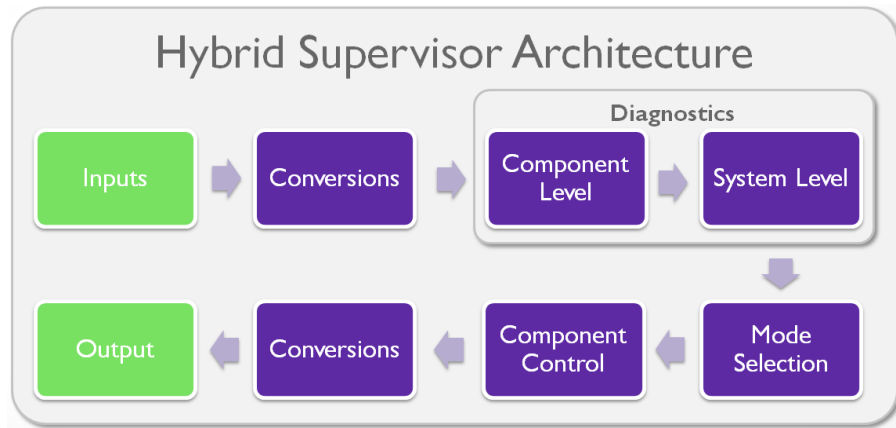 Hybrid Supervisor Architecture
Diagnostics
Inputs
Conversions
Component
Level
System Level
Output
Conversions
Component
Control
Mode
Selection